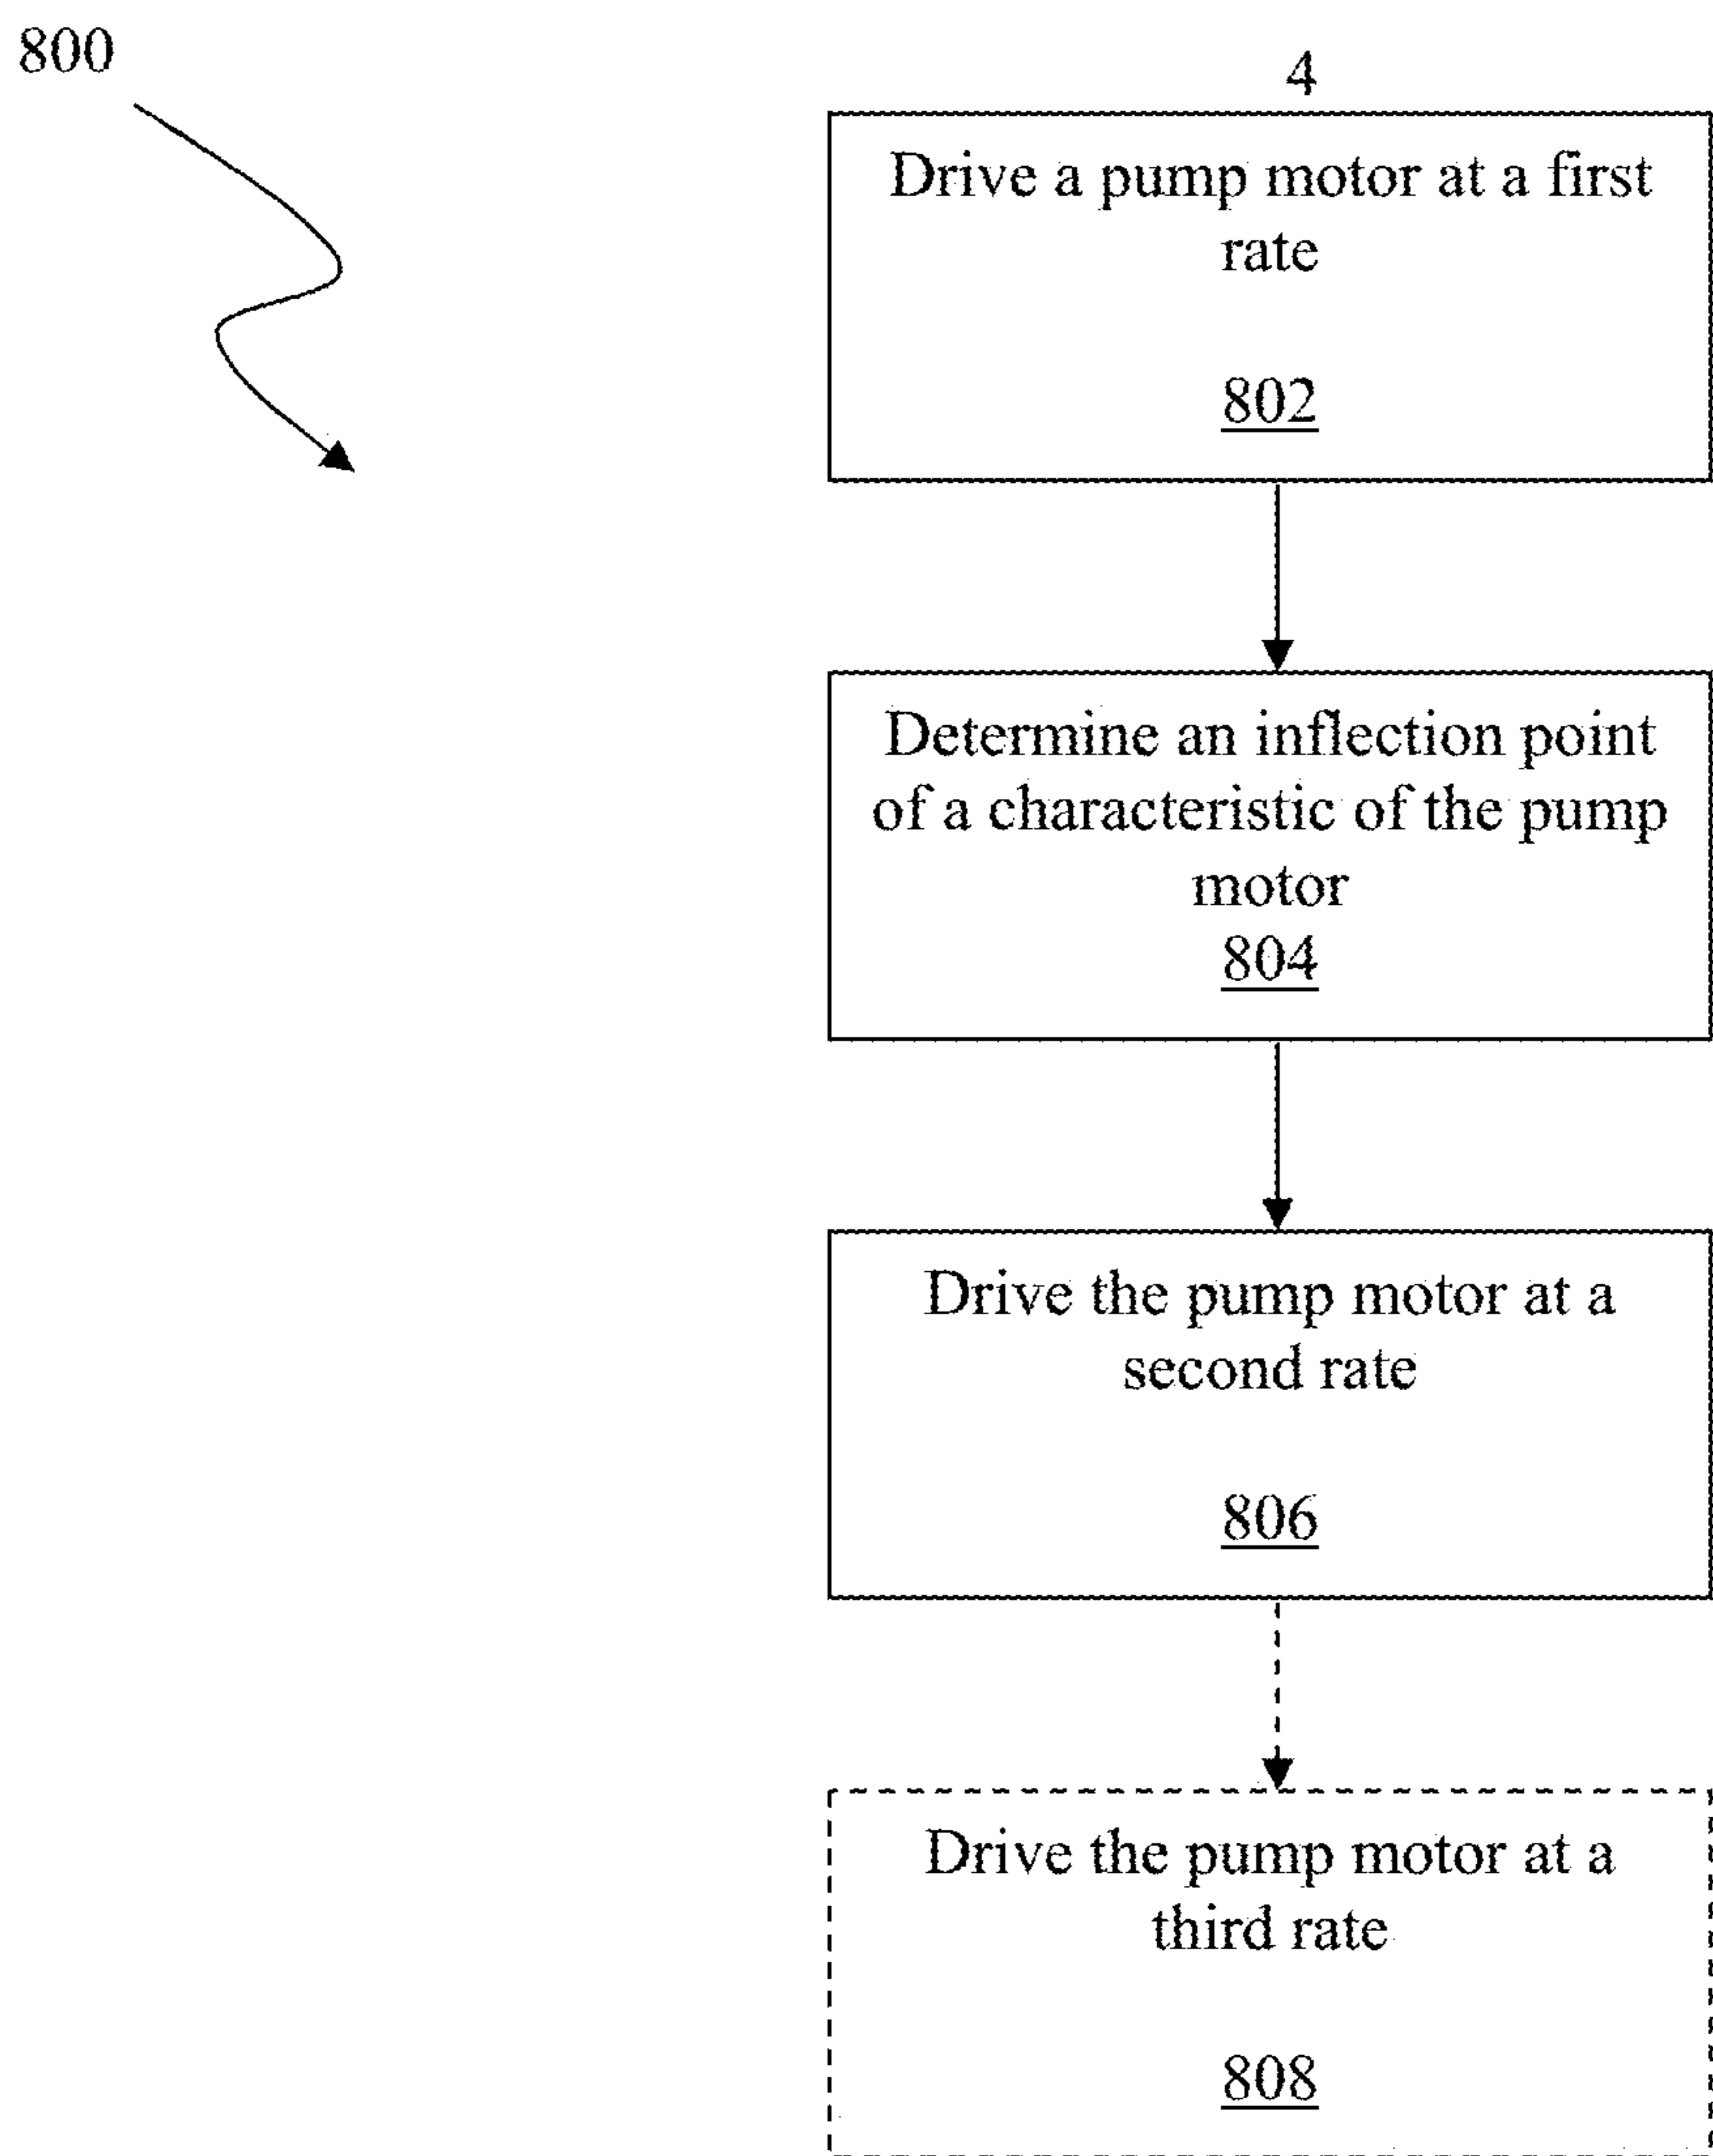 800
4
Drive a pump motor at a first
rate
802
Determine an inflection point
of a characteristic of the pump
motor
804
Drive the pump motor at a
second rate
806
Drive the pump motor at a
third rate
808